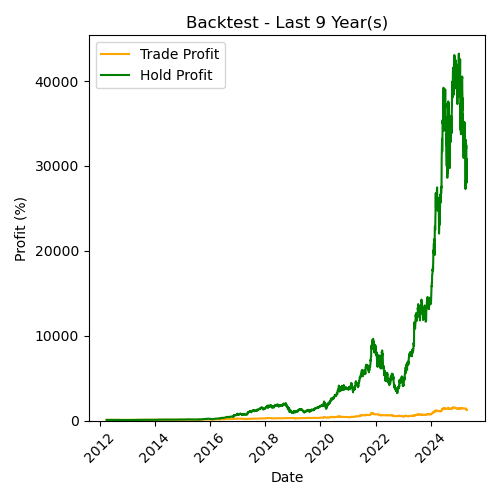 Backtest - Last 9 Year(s)
Trade Profit
Hold Profit
Profit (%)
40000
30000
20000
10000
0
2012
2014
2016
2018
2020
2022
2024
Date